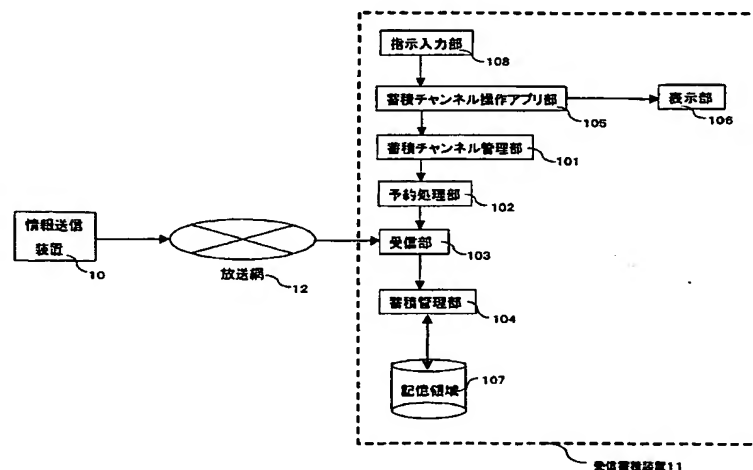 指示入力部
108
蓄積チャンネル操作アプリ部
105
表示部
106
蓄積チャンネル管理部
101
予約処理部
102
情報送信
装置
10
放送網
12
受信部
103
蓄積管理部
104
記憶領域
107
受信蓄積装置11